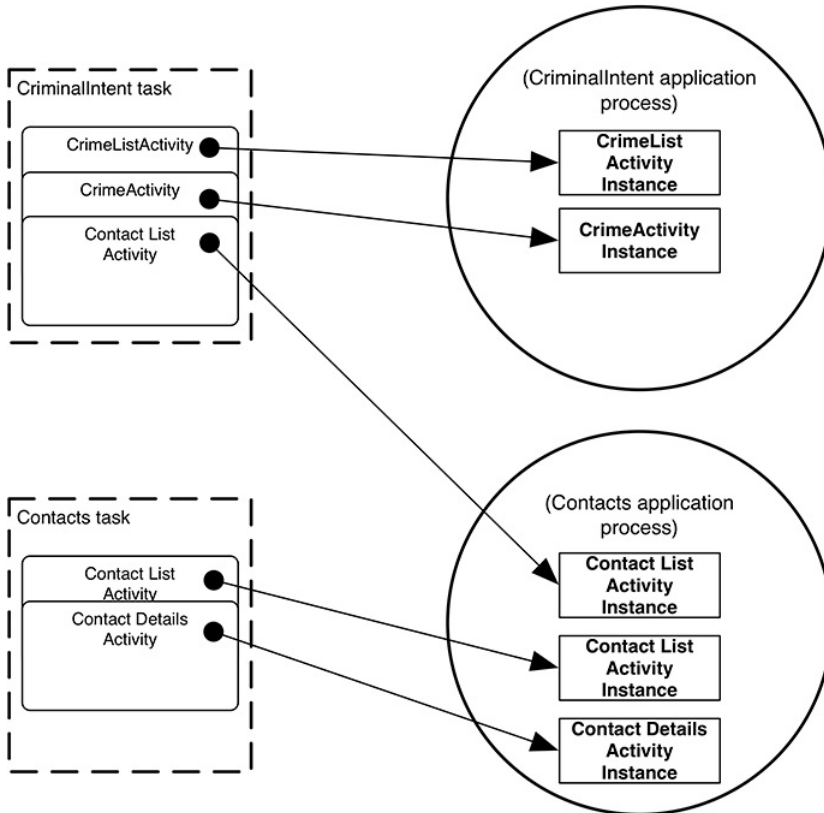 CriminalIntent task
CrimeListActivity
CrimeActivity
Contact List
Activity
(CriminalIntent application
process)
CrimeList
Activity
Instance
CrimeActivity
Instance
Contacts task
Contact List
Activity
Contact Details
Activity
(Contacts application
process)
Contact List
Activity
Instance
Contact List
Activity
Instance
Contact Details
Activity
Instance